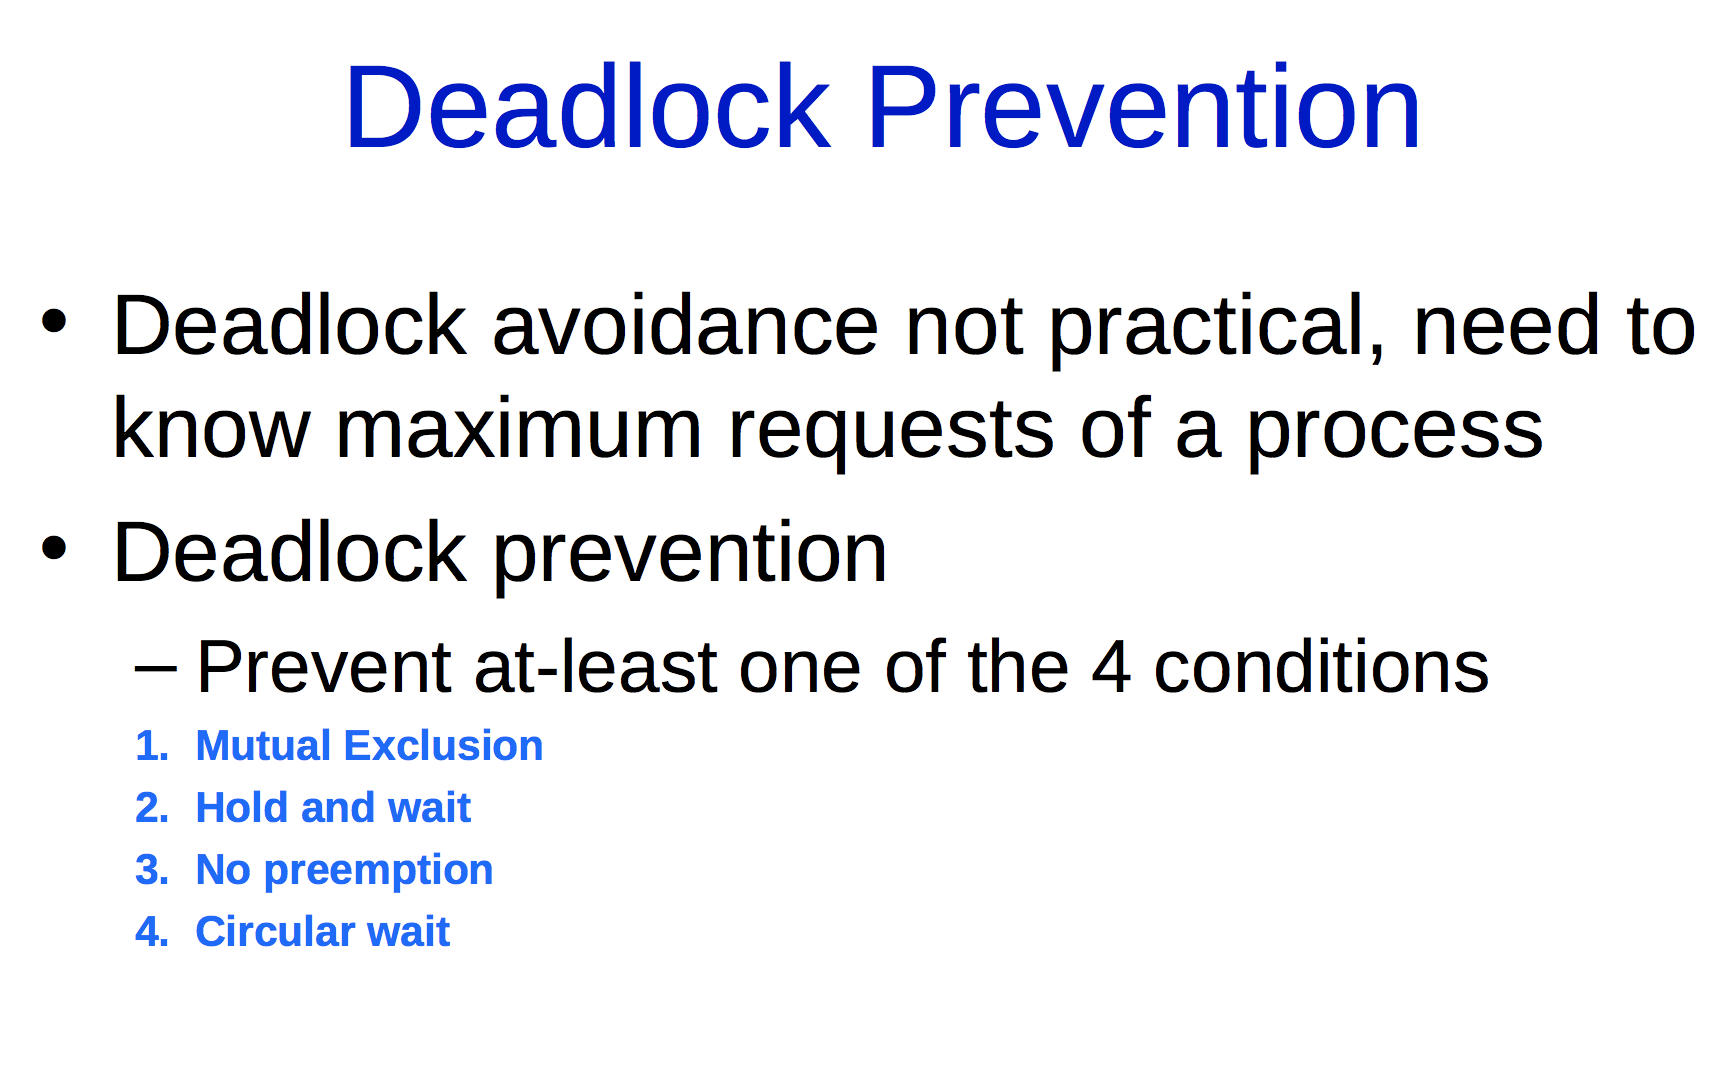 Deadlock Prevention
• Deadlock avoidance not practical, need to
know maximum requests of a process
• Deadlock prevention
– Prevent at-least one of the 4 conditions
1. Mutual Exclusion
2. Hold and wait
3. No preemption
4. Circular wait